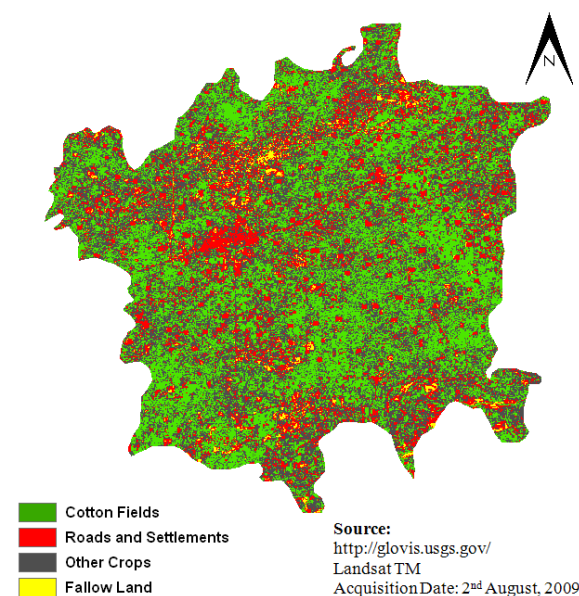 N
Cotton Fields
Roads and Settlements
Other Crops
Fallow Land
Source:
http://glovis.usgs.gov/
Landsat TM
Acquisition Date: 2nd August, 2009